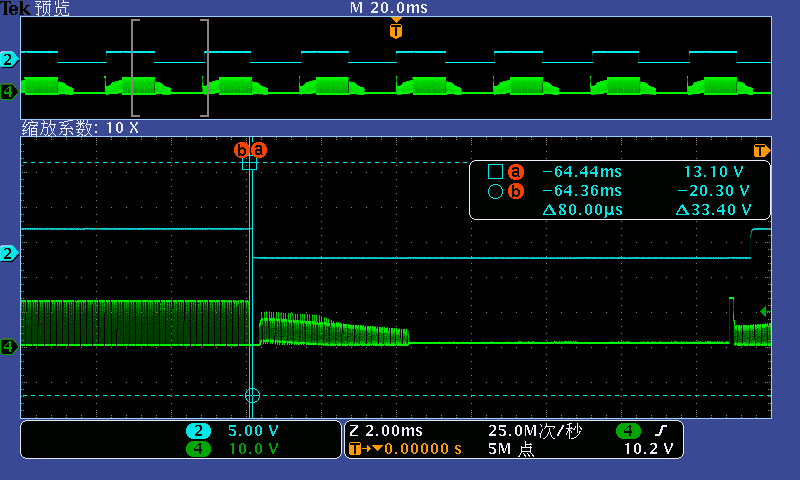 Tek 预览 M 20.0ms
T
2
4
缩放系数: 10 X
b a T
a −64.44ms 13.10 V
b −64.36ms −20.30 V
Δ80.00µs Δ33.40 V
2
4
2 5.00 V Z 2.00ms 25.0M次/秒 4
4 10.0 V T→▼0.00000 s 5M 点 10.2 V